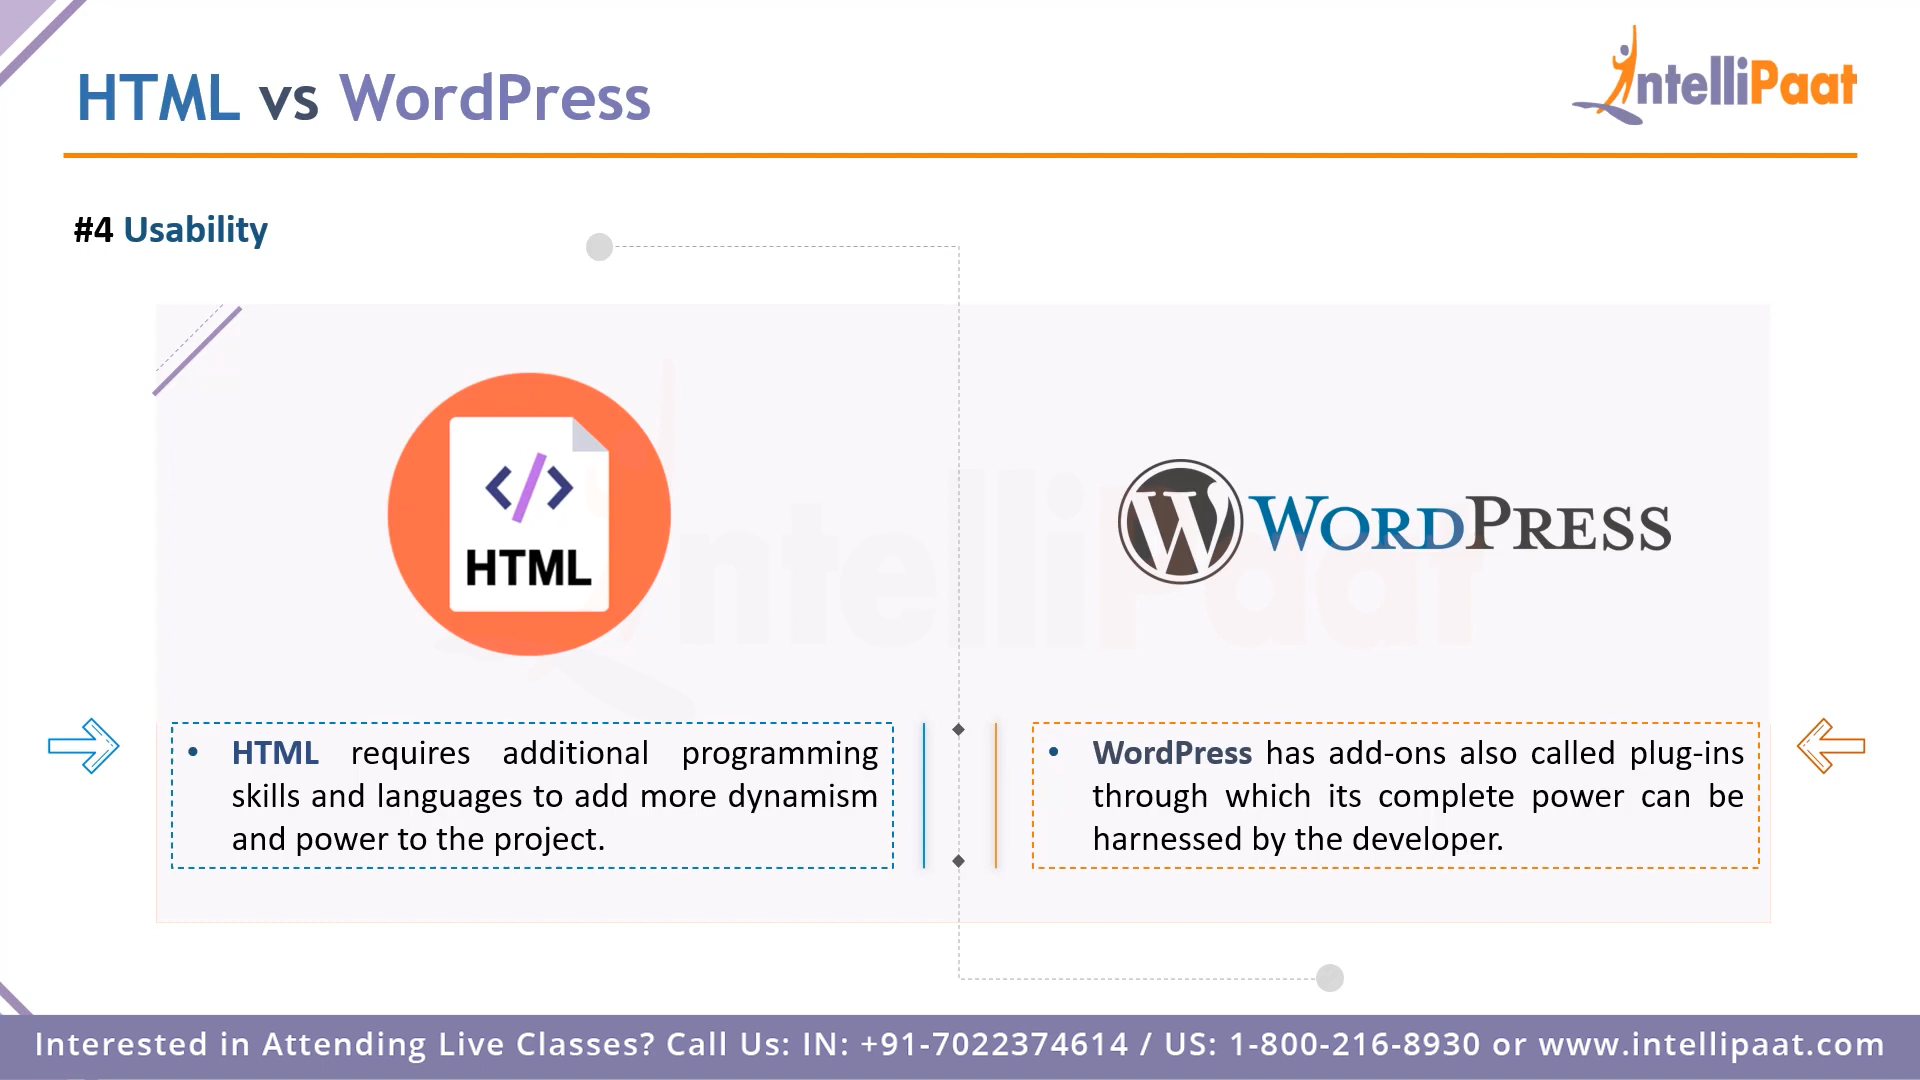 HTML vs WordPress
IntelliPaat
#4 Usability
</>
HTML
W WORDPRESS
IntelliPaat
• HTML requires additional programming
skills and languages to add more dynamism
and power to the project.
• WordPress has add-ons also called plug-ins
through which its complete power can be
harnessed by the developer.
Interested in Attending Live Classes? Call Us: IN: +91-7022374614 / US: 1-800-216-8930 or www.intellipaat.com